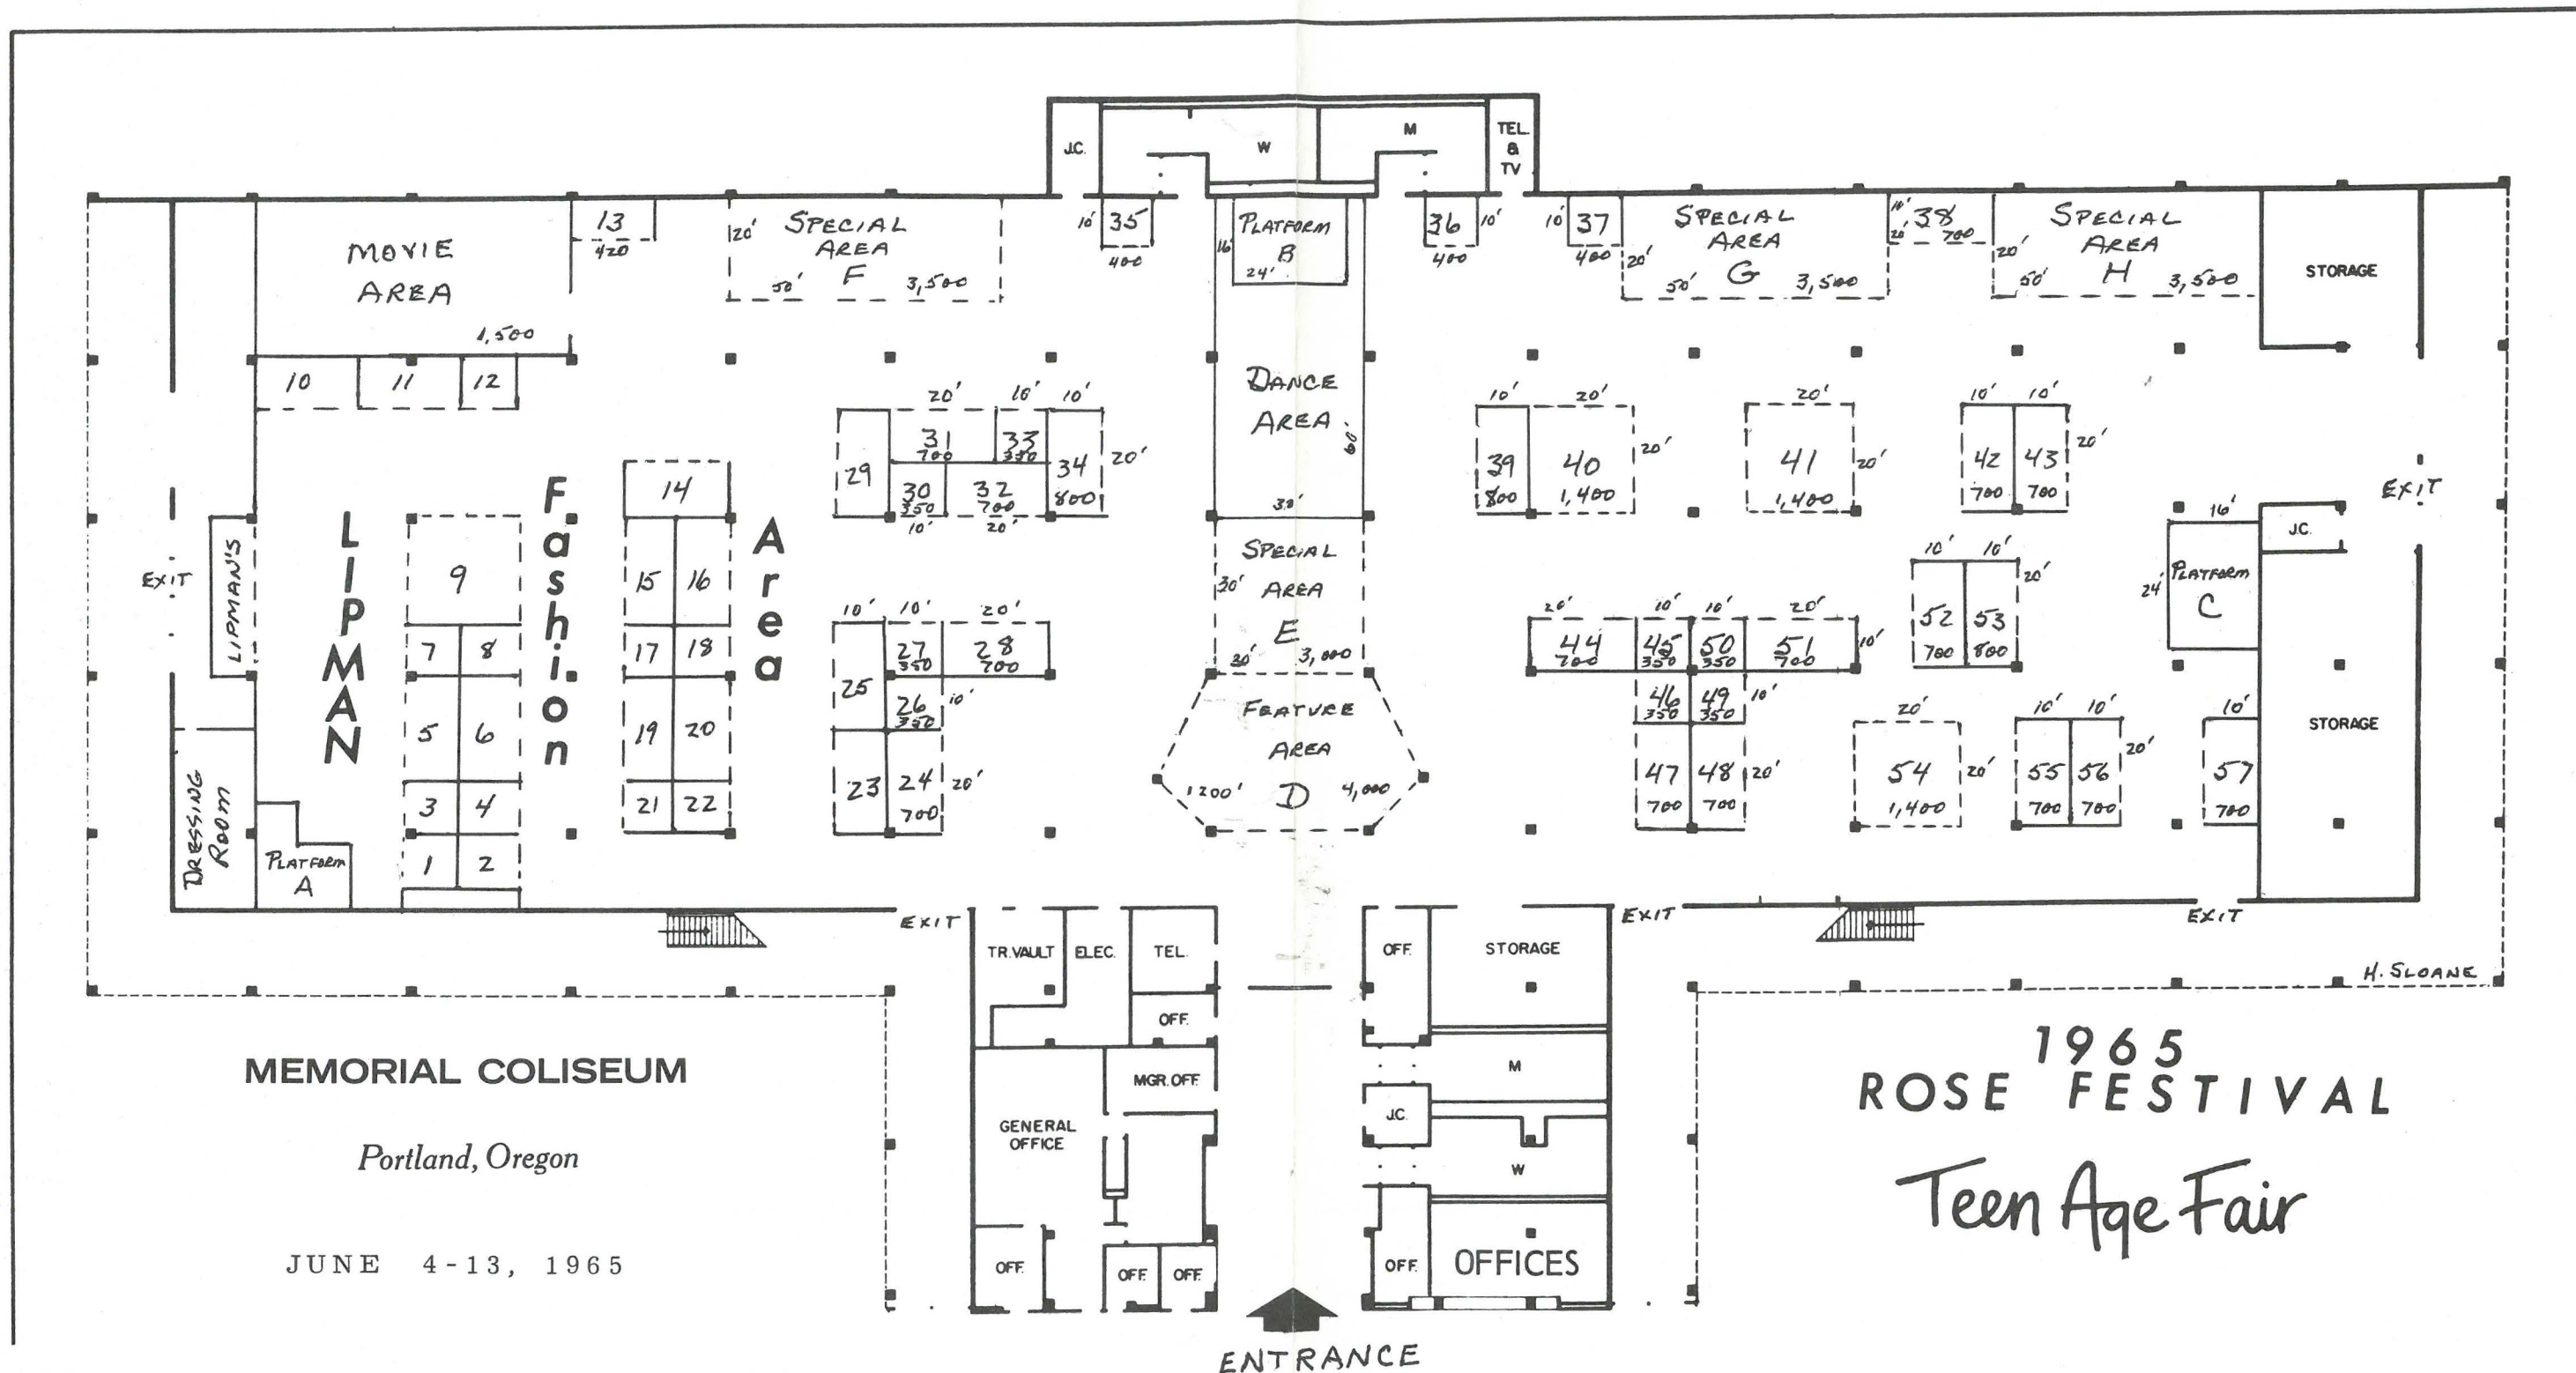 J.C.
W
M
TEL.
&
TV
MOVIE
AREA
1,500
13
420
20'
SPECIAL
AREA
F
50' 3,500
10' 35
400
16'
PLATFORM
B
24'
36 10'
400
10' 37
400
20'
SPECIAL
AREA
G
50' 3,500
10' 38
20' 700
20'
SPECIAL
AREA
H
50' 3,500
STORAGE
10 11 12
DANCE
AREA
60'
30'
20' 10' 10'
29
31
700
33
350
34
800
20'
30
350
32
700
10' 20'
10' 20'
39
800
40
1,400
20'
20'
41
1,400
20'
10' 10'
42
700
43
700
20'
EXIT
EXIT
LIPMAN'S
LIPMAN
Fashion
Area
14
9
15 16
7 8
17 18
5 6
19 20
3 4
21 22
1 2
DRESSING
ROOM
PLATFORM
A
10' 10' 20'
25
27
350
28
700
26
350
10'
23
24
700
20'
SPECIAL
30' AREA
E
30' 3,000
FEATURE
AREA
1200' D 4,000
20' 10' 10' 20'
44
700
45
350
50
350
51
700
10'
46
350
49
350
10'
47
700
48
700
20'
10' 10'
52
700
53
800
20'
16'
24'
PLATFORM
C
J.C.
STORAGE
20'
54
1,400
20'
10' 10'
55
700
56
700
20'
10'
57
700
EXIT
EXIT
EXIT
H. SLOANE
TR. VAULT
ELEC.
TEL.
OFF.
MGR. OFF.
GENERAL
OFFICE
OFF.
OFF.
OFF.
OFF.
STORAGE
M
J.C.
W
OFF.
OFFICES
ENTRANCE
MEMORIAL COLISEUM
Portland, Oregon
JUNE 4-13, 1965
1965
ROSE FESTIVAL
Teen Age Fair